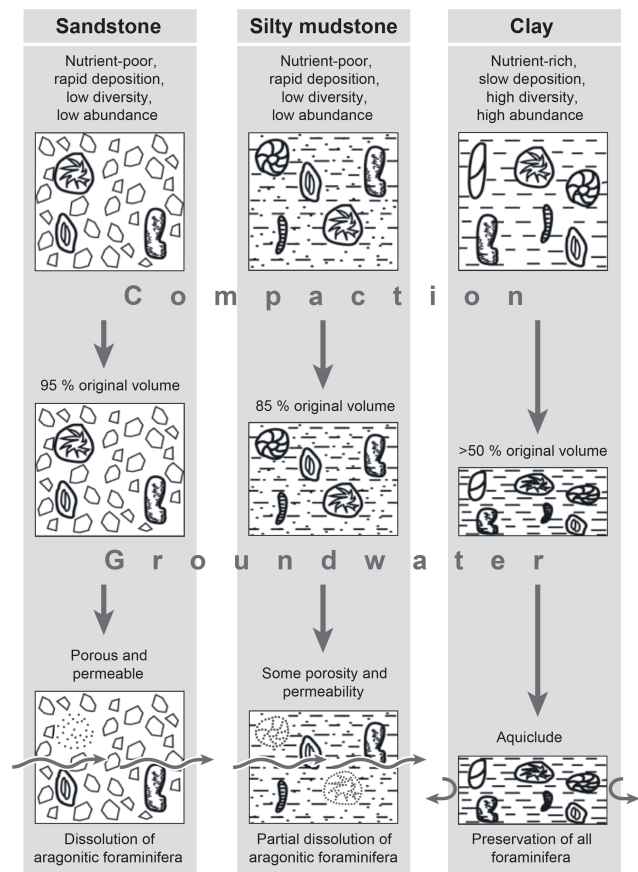 Sandstone
Nutrient-poor,
rapid deposition,
low diversity,
low abundance
Silty mudstone
Nutrient-poor,
rapid deposition,
low diversity,
low abundance
Clay
Nutrient-rich,
slow deposition,
high diversity,
high abundance
Compaction
95 % original volume
85 % original volume
>50 % original volume
Groundwater
Porous and
permeable
Some porosity and
permeability
Aquiclude
Dissolution of
aragonitic foraminifera
Partial dissolution of
aragonitic foraminifera
Preservation of all
foraminifera